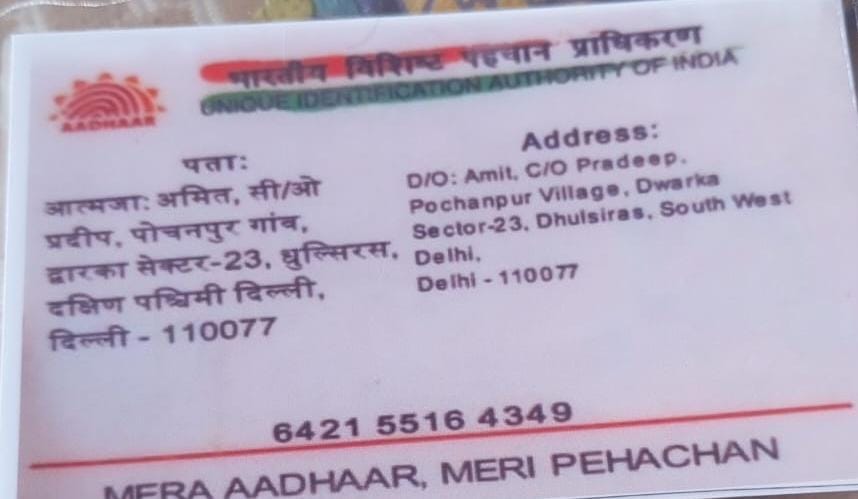 भारतीय विशिष्ट पहचान प्राधिकरण
UNIQUE IDENTIFICATION AUTHORITY OF INDIA
AADHAAR
पता:
आत्मजा: अमित, सी/ओ
प्रदीप, पोचनपुर गांव,
द्वारका सेक्टर-23, धुल्सिरस,
दक्षिण पश्चिमी दिल्ली,
दिल्ली - 110077
Address:
D/O: Amit, C/O Pradeep,
Pochanpur Village, Dwarka
Sector-23, Dhulsiras, South West
Delhi,
Delhi - 110077
6421 5516 4349
MERA AADHAAR, MERI PEHACHAN